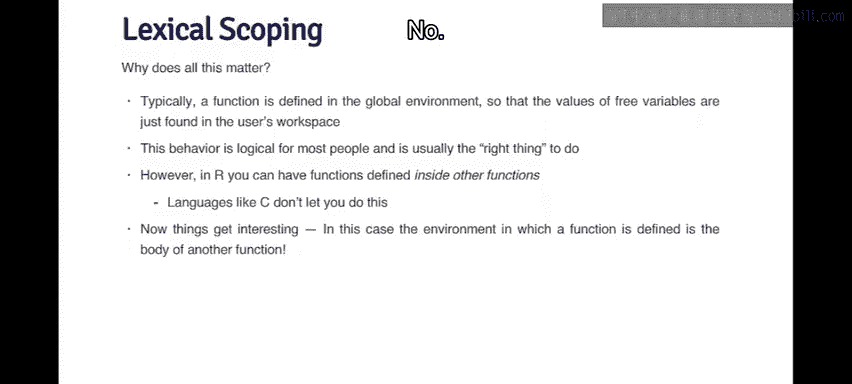 Lexical Scoping
No.
bili.com
Why does all this matter?
· Typically, a function is defined in the global environment, so that the values of free variables are
just found in the user's workspace
· This behavior is logical for most people and is usually the “right thing” to do
· However, in R you can have functions defined inside other functions
- Languages like C don't let you do this
· Now things get interesting — In this case the environment in which a function is defined is the
body of another function!